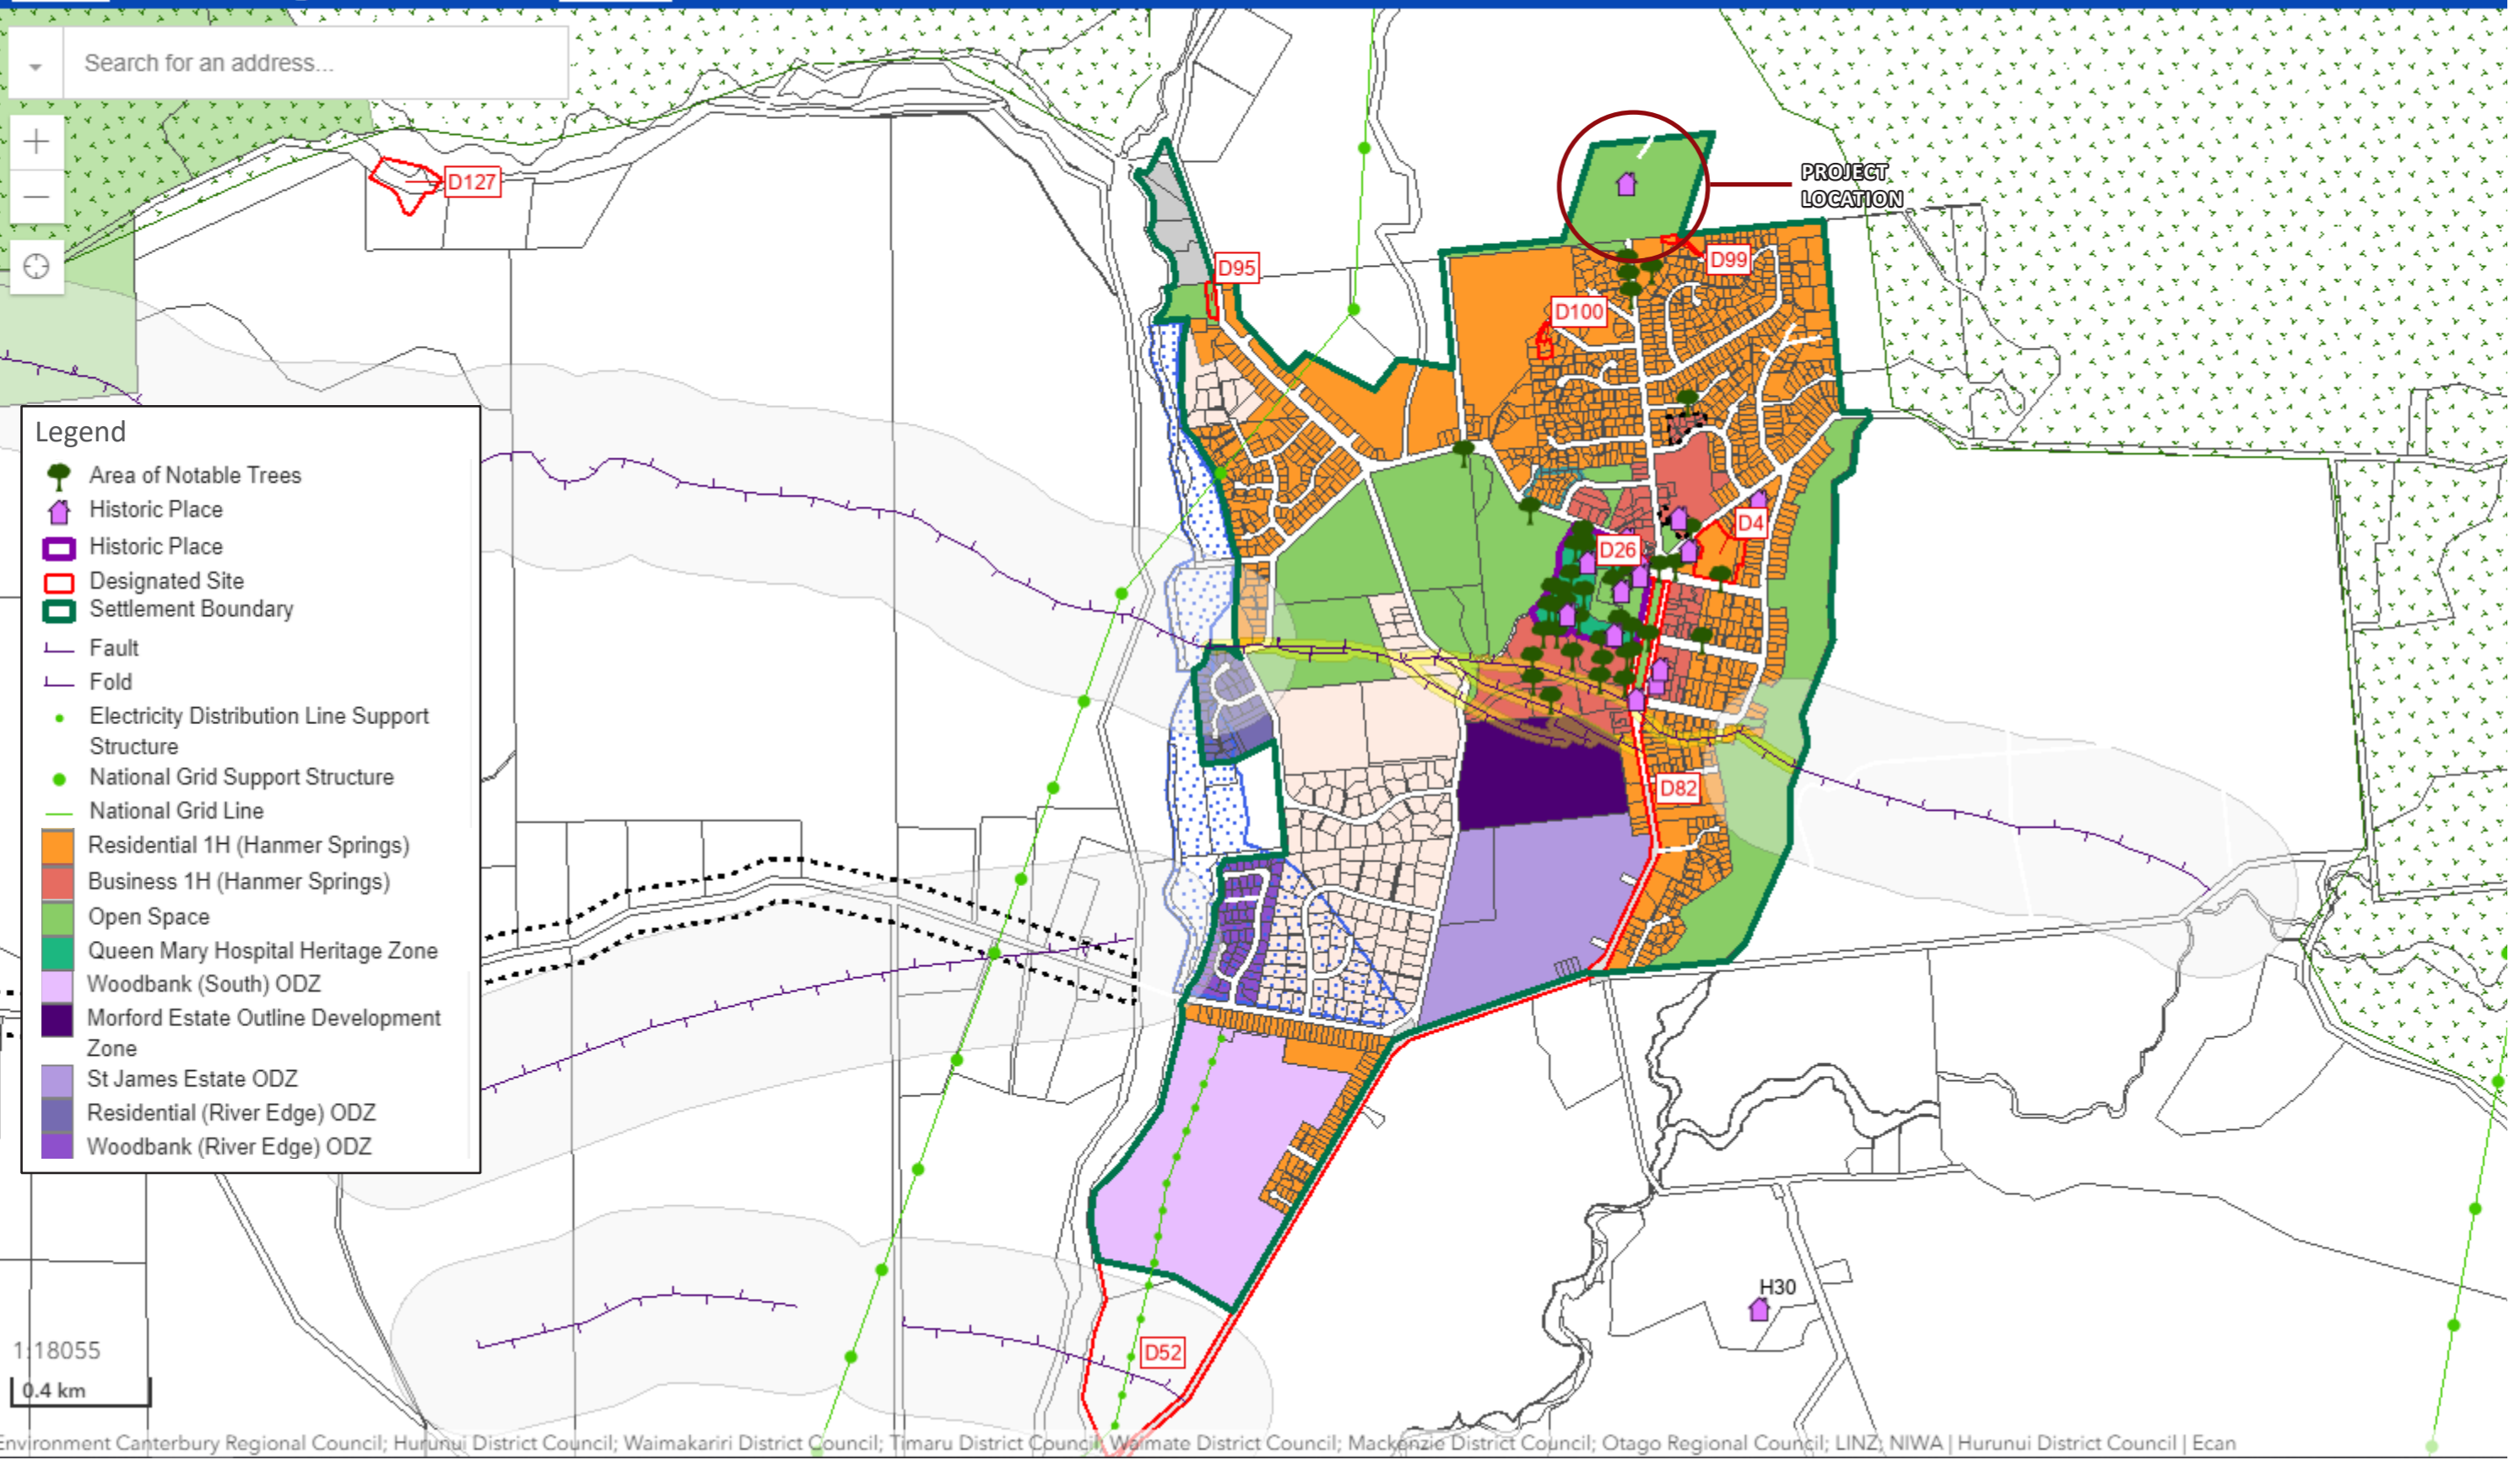 Search for an address...
D127
PROJECT
LOCATION
D95
D99
D100
Legend
Area of Notable Trees
Historic Place
Historic Place
Designated Site
Settlement Boundary
Fault
Fold
Electricity Distribution Line Support
Structure
National Grid Support Structure
National Grid Line
Residential 1H (Hanmer Springs)
Business 1H (Hanmer Springs)
Open Space
Queen Mary Hospital Heritage Zone
Woodbank (South) ODZ
Morford Estate Outline Development
Zone
St James Estate ODZ
Residential (River Edge) ODZ
Woodbank (River Edge) ODZ
D4
D26
D82
H30
D52
1:18055
0.4 km
Environment Canterbury Regional Council; Hurunui District Council; Waimakariri District Council; Timaru District Council; Waimate District Council; Mackenzie District Council; Otago Regional Council; LINZ; NIWA | Hurunui District Council | Ecan